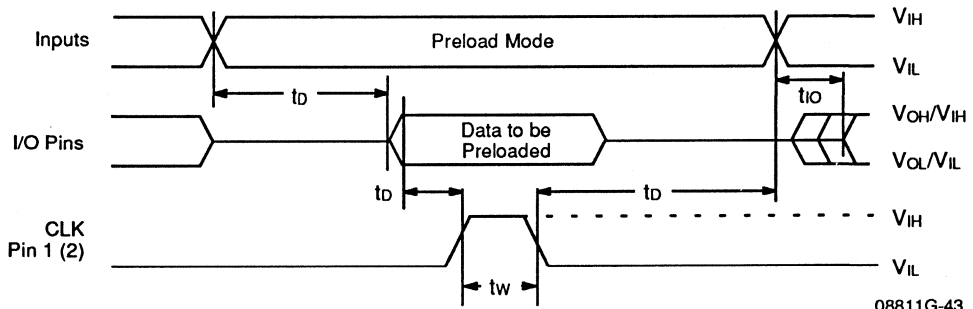 Inputs
Preload Mode
VIH
VIL
tD
tIO
I/O Pins
Data to be
Preloaded
VOH/VIH
VOL/VIL
tD
tD
CLK
Pin 1 (2)
VIH
VIL
tw
08811G-43